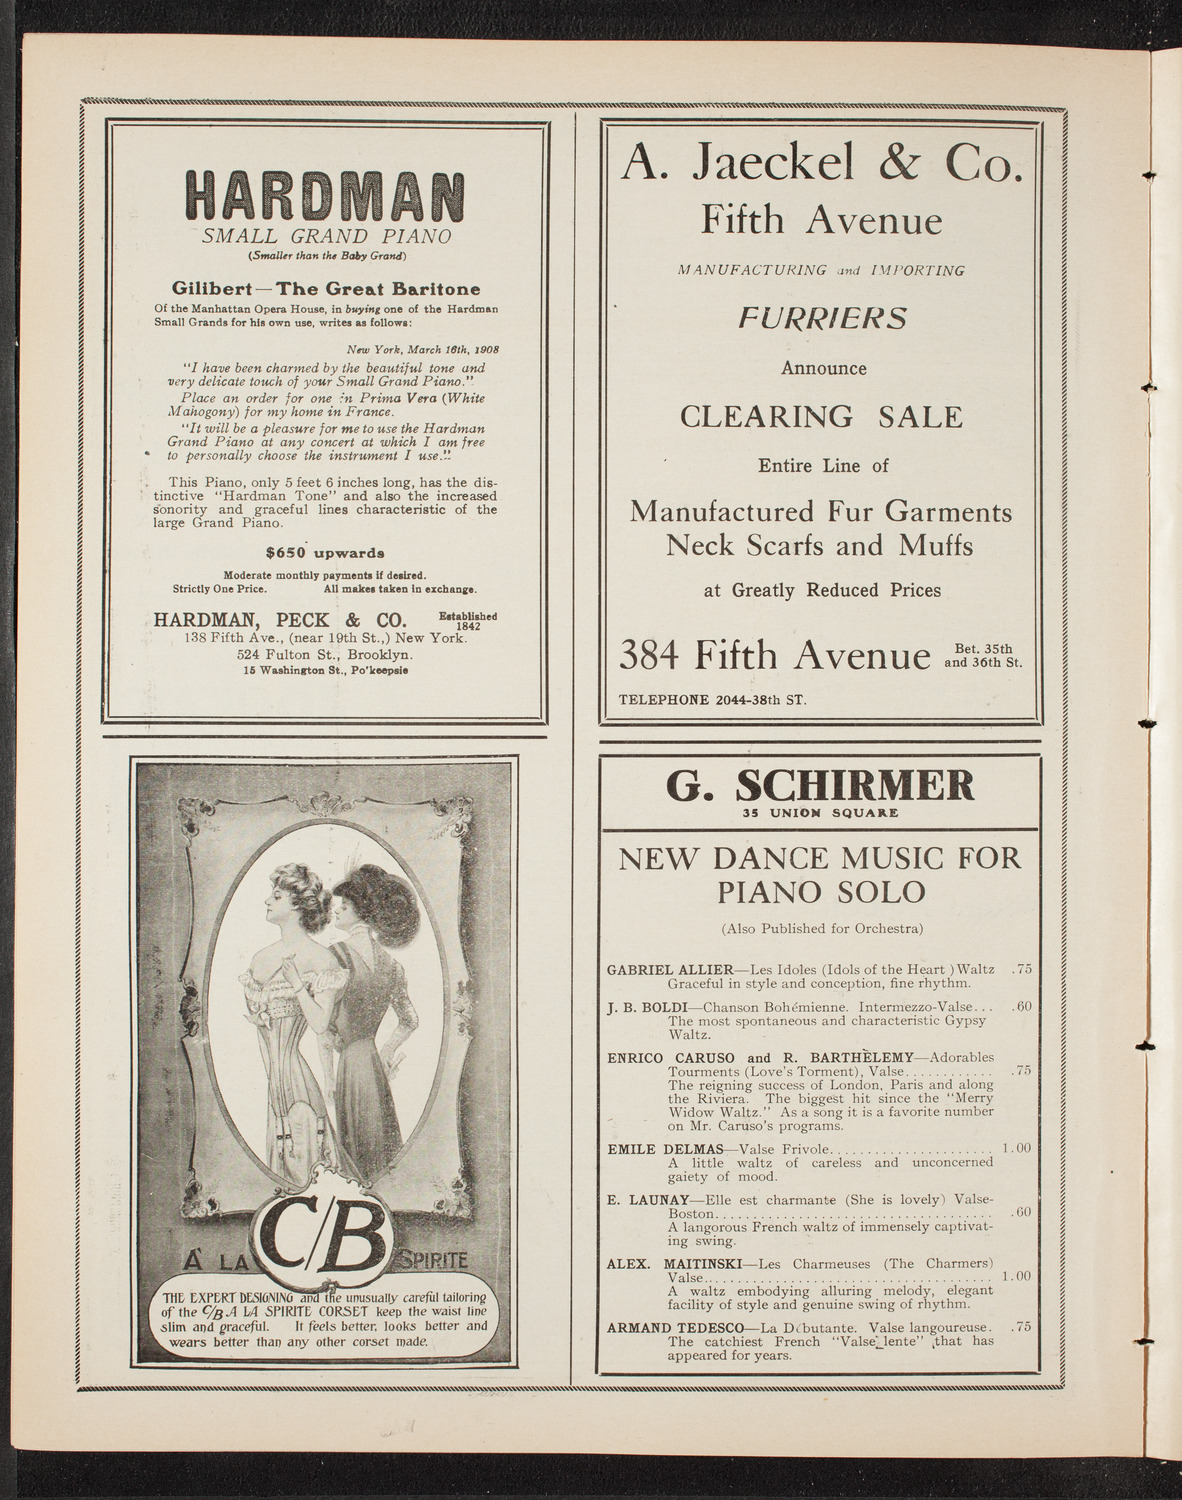 HARDMAN
SMALL GRAND PIANO
(Smaller than the Baby Grand)
Gilibert—The Great Baritone
Of the Manhattan Opera House, in buying one of the Hardman
Small Grands for his own use, writes as follows:
New York, March 16th, 1908
"I have been charmed by the beautiful tone and
very delicate touch of your Small Grand Piano."
Place an order for one in Prima Vera (White
Mahogony) for my home in France.
"It will be a pleasure for me to use the Hardman
Grand Piano at any concert at which I am free
to personally choose the instrument I use."
This Piano, only 5 feet 6 inches long, has the dis-
tinctive "Hardman Tone" and also the increased
sonority and graceful lines characteristic of the
large Grand Piano.
$650 upwards
Moderate monthly payments if desired.
Strictly One Price. All makes taken in exchange.
HARDMAN, PECK & CO. Established
1842
138 Fifth Ave., (near 19th St.,) New York.
524 Fulton St., Brooklyn.
15 Washington St., Po'keepsie
A. Jaeckel & Co.
Fifth Avenue
MANUFACTURING and IMPORTING
FURRIERS
Announce
CLEARING SALE
Entire Line of
Manufactured Fur Garments
Neck Scarfs and Muffs
at Greatly Reduced Prices
384 Fifth Avenue Bet. 35th
and 36th St.
TELEPHONE 2044-38th ST.
C/B
A LA SPIRITE
THE EXPERT DESIGNING and the unusually careful tailoring
of the C/B A LA SPIRITE CORSET keep the waist line
slim and graceful. It feels better, looks better and
wears better than any other corset made.
G. SCHIRMER
35 UNION SQUARE
NEW DANCE MUSIC FOR
PIANO SOLO
(Also Published for Orchestra)
GABRIEL ALLIER—Les Idoles (Idols of the Heart) Waltz .75
Graceful in style and conception, fine rhythm.
J. B. BOLDI—Chanson Bohémienne. Intermezzo-Valse... .60
The most spontaneous and characteristic Gypsy
Waltz.
ENRICO CARUSO and R. BARTHÈLEMY—Adorables
Tourments (Love's Torment), Valse........... .75
The reigning success of London, Paris and along
the Riviera. The biggest hit since the "Merry
Widow Waltz." As a song it is a favorite number
on Mr. Caruso's programs.
EMILE DELMAS—Valse Frivole..................... 1.00
A little waltz of careless and unconcerned
gaiety of mood.
E. LAUNAY—Elle est charmante (She is lovely) Valse-
Boston.................................... .60
A langorous French waltz of immensely captivat-
ing swing.
ALEX. MAITINSKI—Les Charmeuses (The Charmers)
Valse..................................... 1.00
A waltz embodying alluring melody, elegant
facility of style and genuine swing of rhythm.
ARMAND TEDESCO—La Débutante. Valse langoureuse. .75
The catchiest French "Valse lente" that has
appeared for years.